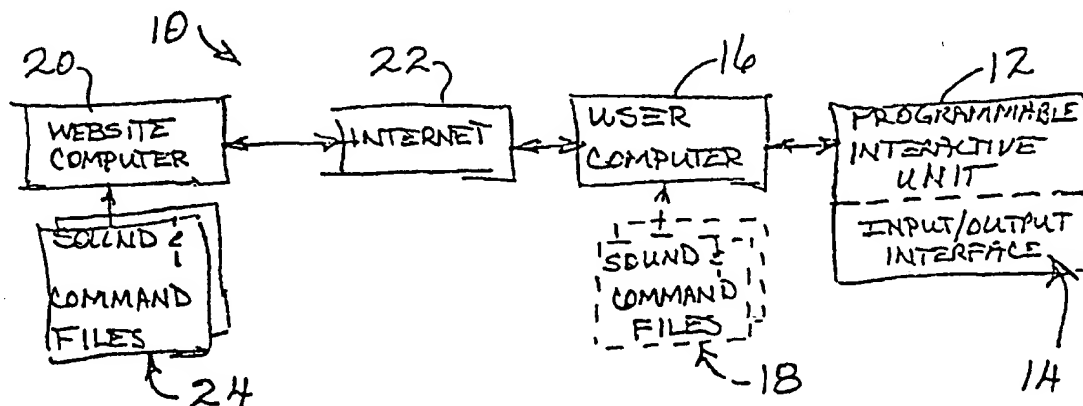 10
20
22
16
12
WEBSITE
COMPUTER
INTERNET
USER
COMPUTER
PROGRAMMABLE
INTERACTIVE
UNIT
INPUT/OUTPUT
INTERFACE
SOUND &
COMMAND
FILES
SOUND &
COMMAND
FILES
24
18
14